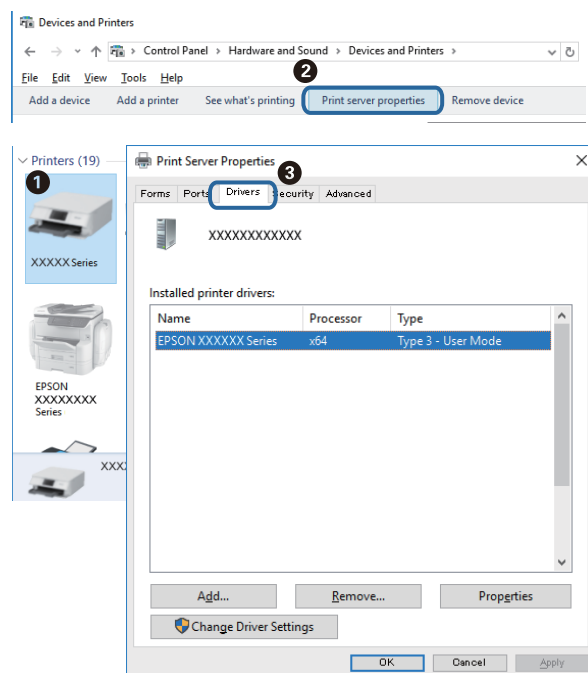 Devices and Printers
Control Panel > Hardware and Sound > Devices and Printers >
2
File Edit View Tools Help
Add a device Add a printer See what's printing Print server properties Remove device
Printers (19)
1
XXXXX Series
EPSON
XXXXXXXX
Series
XXX
Print Server Properties
3
Forms Ports Drivers Security Advanced
XXXXXXXXXXXX
Installed printer drivers:
Name Processor Type
EPSON XXXXXX Series x64 Type 3 - User Mode
Add... Remove... Properties
Change Driver Settings
OK Cancel Apply